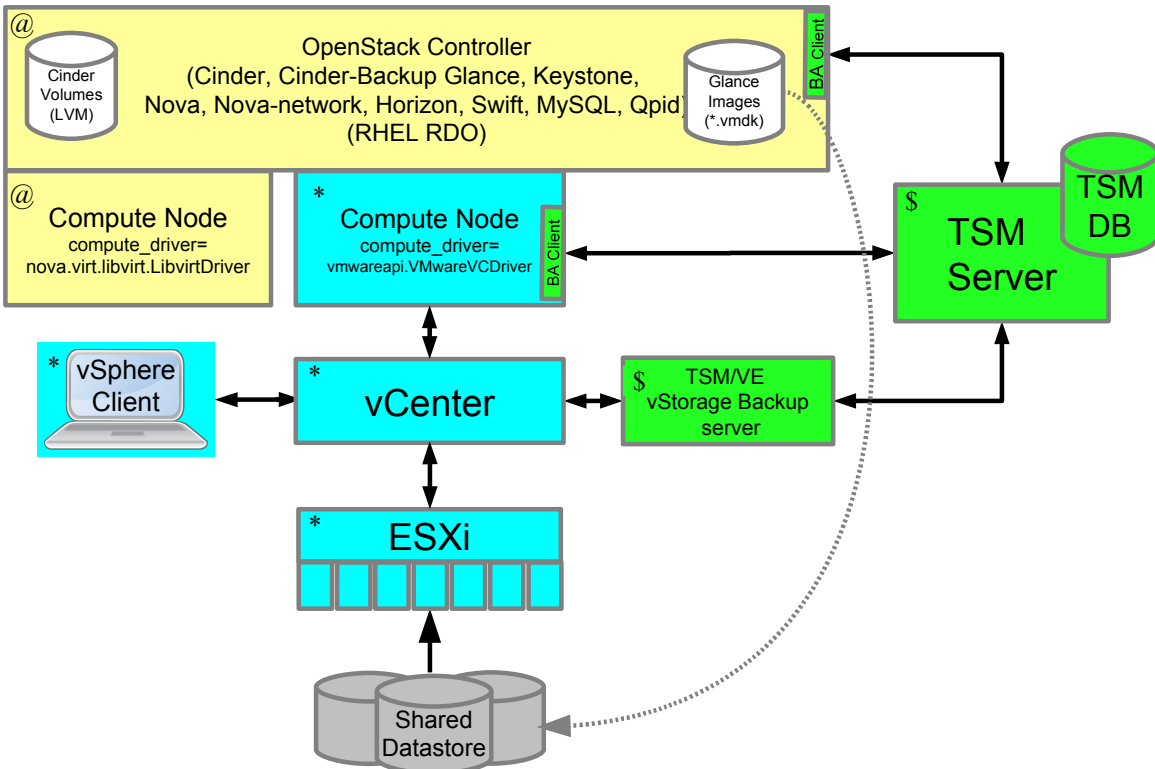 @
OpenStack Controller
(Cinder, Cinder-Backup Glance, Keystone,
Nova, Nova-network, Horizon, Swift, MySQL, Qpid)
(RHEL RDO)
Cinder
Volumes
(LVM)
Glance
Images
(*.vmdk)
BA Client
@
Compute Node
compute_driver=
nova.virt.libvirt.LibvirtDriver
*
Compute Node
compute_driver=
vmwareapi.VMwareVCDriver
BA Client
$
TSM
Server
TSM
DB
*
vSphere
Client
*
vCenter
$
TSM/VE
vStorage Backup
server
*
ESXi
Shared
Datastore